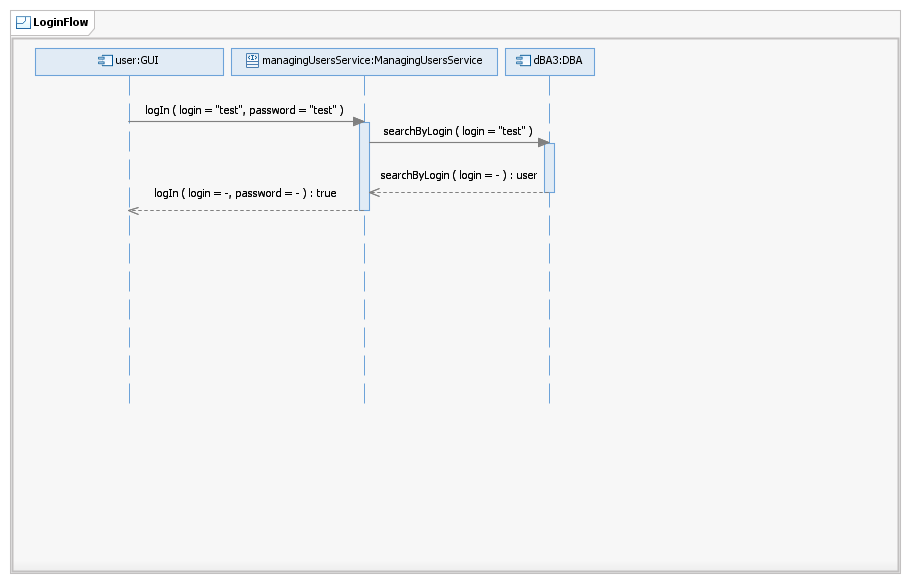 LoginFlow
user:GUI
managingUsersService:ManagingUsersService
dBA3:DBA
logIn ( login = "test", password = "test" )
searchByLogin ( login = "test" )
searchByLogin ( login = - ) : user
logIn ( login = -, password = - ) : true